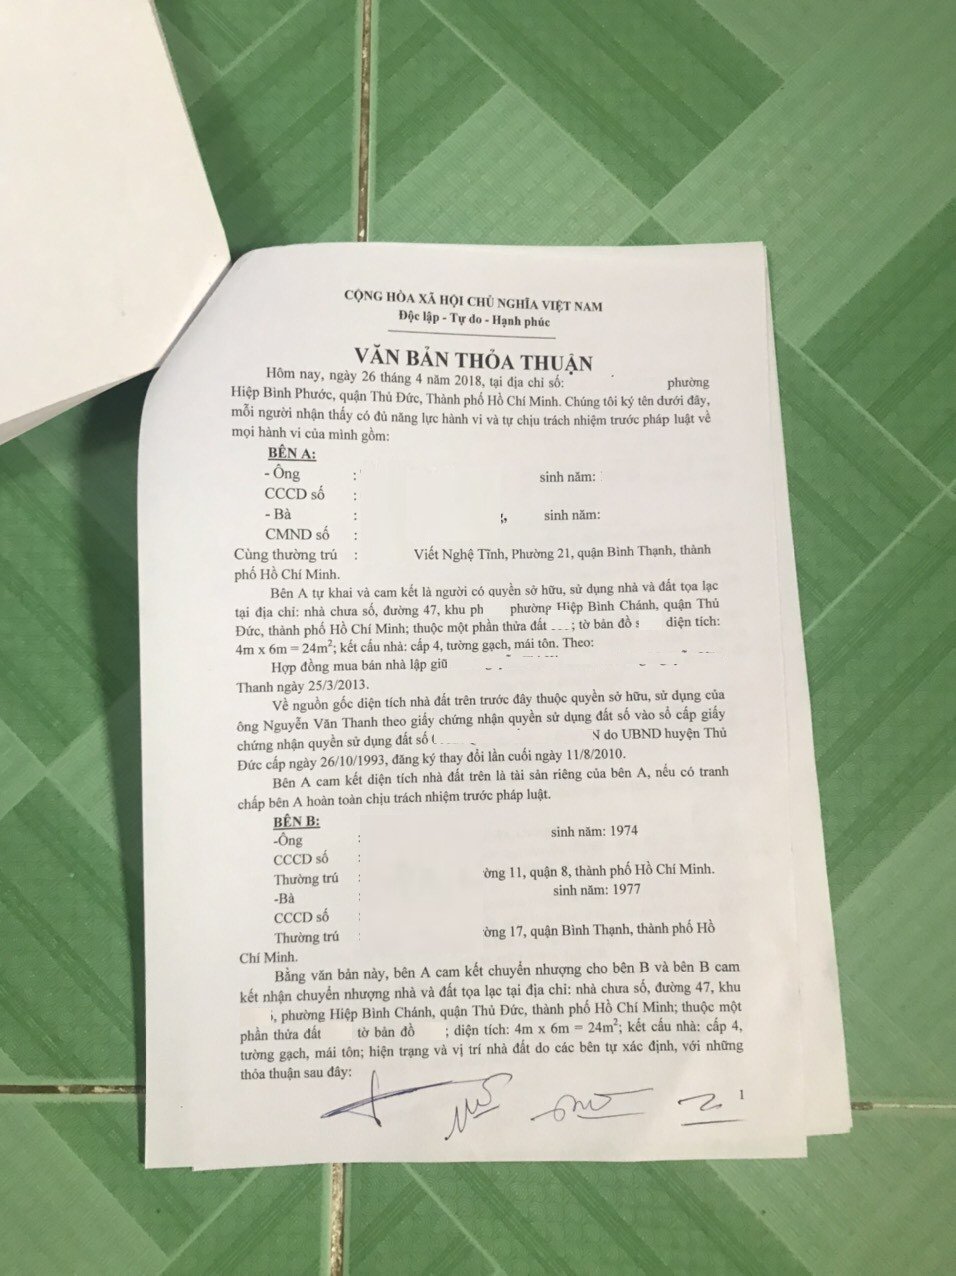 CỘNG HÒA XÃ HỘI CHỦ NGHĨA VIỆT NAM
Độc lập - Tự do - Hạnh phúc
VĂN BẢN THỎA THUẬN
Hôm nay, ngày 26 tháng 4 năm 2018, tại địa chỉ số: phường
Hiệp Bình Phước, quận Thủ Đức, Thành phố Hồ Chí Minh. Chúng tôi ký tên dưới đây,
mỗi người nhận thấy có đủ năng lực hành vi và tự chịu trách nhiệm trước pháp luật về
mọi hành vi của mình gồm:
BÊN A:
- Ông : sinh năm:
CCCD số :
- Bà : sinh năm:
CMND số :
Cùng thường trú : Viết Nghệ Tĩnh, Phường 21, quận Bình Thạnh, thành
phố Hồ Chí Minh.
Bên A tự khai và cam kết là người có quyền sở hữu, sử dụng nhà và đất tọa lạc
tại địa chỉ: nhà chưa số, đường 47, khu ph phường Hiệp Bình Chánh, quận Thủ
Đức, thành phố Hồ Chí Minh; thuộc một phần thửa đất ; tờ bản đồ s diện tích:
4m x 6m = 24m²; kết cấu nhà: cấp 4, tường gạch, mái tôn. Theo:
Hợp đồng mua bán nhà lập giữ
Thanh ngày 25/3/2013.
Về nguồn gốc diện tích nhà đất trên trước đây thuộc quyền sở hữu, sử dụng của
ông Nguyễn Văn Thanh theo giấy chứng nhận quyền sử dụng đất số vào sổ cấp giấy
chứng nhận quyền sử dụng đất số N do UBND huyện Thủ
Đức cấp ngày 26/10/1993, đăng ký thay đổi lần cuối ngày 11/8/2010.
Bên A cam kết diện tích nhà đất trên là tài sản riêng của bên A, nếu có tranh
chấp bên A hoàn toàn chịu trách nhiệm trước pháp luật.
BÊN B:
-Ông : sinh năm: 1974
CCCD số :
Thường trú : ờng 11, quận 8, thành phố Hồ Chí Minh.
-Bà : sinh năm: 1977
CCCD số :
Thường trú : ờng 17, quận Bình Thạnh, thành phố Hồ
Chí Minh.
Bằng văn bản này, bên A cam kết chuyển nhượng cho bên B và bên B cam
kết nhận chuyển nhượng nhà và đất tọa lạc tại địa chỉ: nhà chưa số, đường 47, khu
, phường Hiệp Bình Chánh, quận Thủ Đức, thành phố Hồ Chí Minh; thuộc một
phần thửa đất tờ bản đồ ; diện tích: 4m x 6m = 24m²; kết cấu nhà: cấp 4,
tường gạch, mái tôn; hiện trạng và vị trí nhà đất do các bên tự xác định, với những
thỏa thuận sau đây:
1